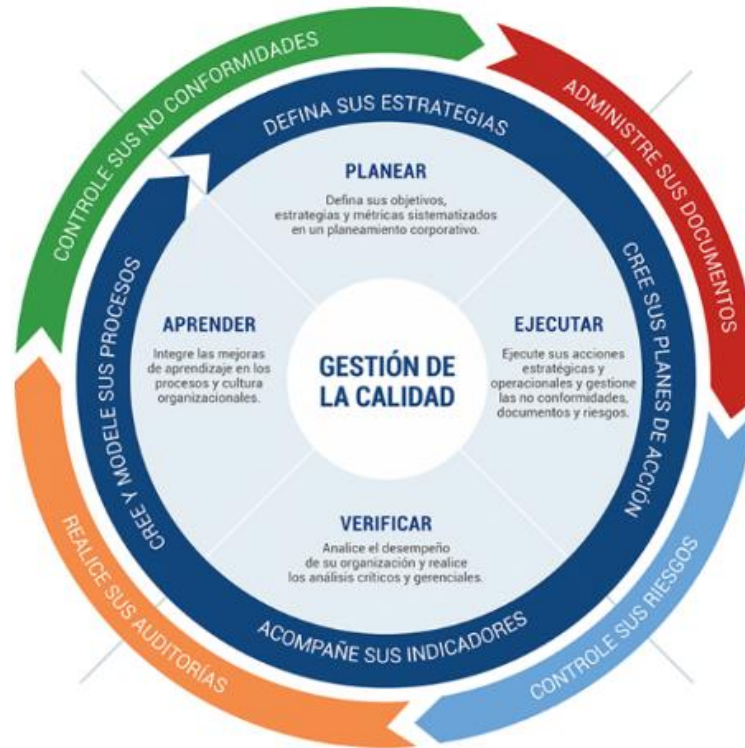 CONTROLE SUS NO CONFORMIDADES
ADMINISTRE SUS DOCUMENTOS
DEFINA SUS ESTRATEGIAS
PLANEAR
Defina sus objetivos,
estrategias y métricas sistematizados
en un planeamiento corporativo.
CREE Y MODELE SUS PROCESOS
APRENDER
Integre las mejoras
de aprendizaje en los
procesos y cultura
organizacionales.
GESTIÓN DE
LA CALIDAD
EJECUTAR
Ejecute sus acciones
estratégicas y
operacionales y gestione
las no conformidades,
documentos y riesgos.
CREE SUS PLANES DE ACCIÓN
VERIFICAR
Analice el desempeño
de su organización y realice
los análisis críticos y gerenciales.
ACOMPAÑE SUS INDICADORES
REALICE SUS AUDITORÍAS
CONTROLE SUS RIESGOS